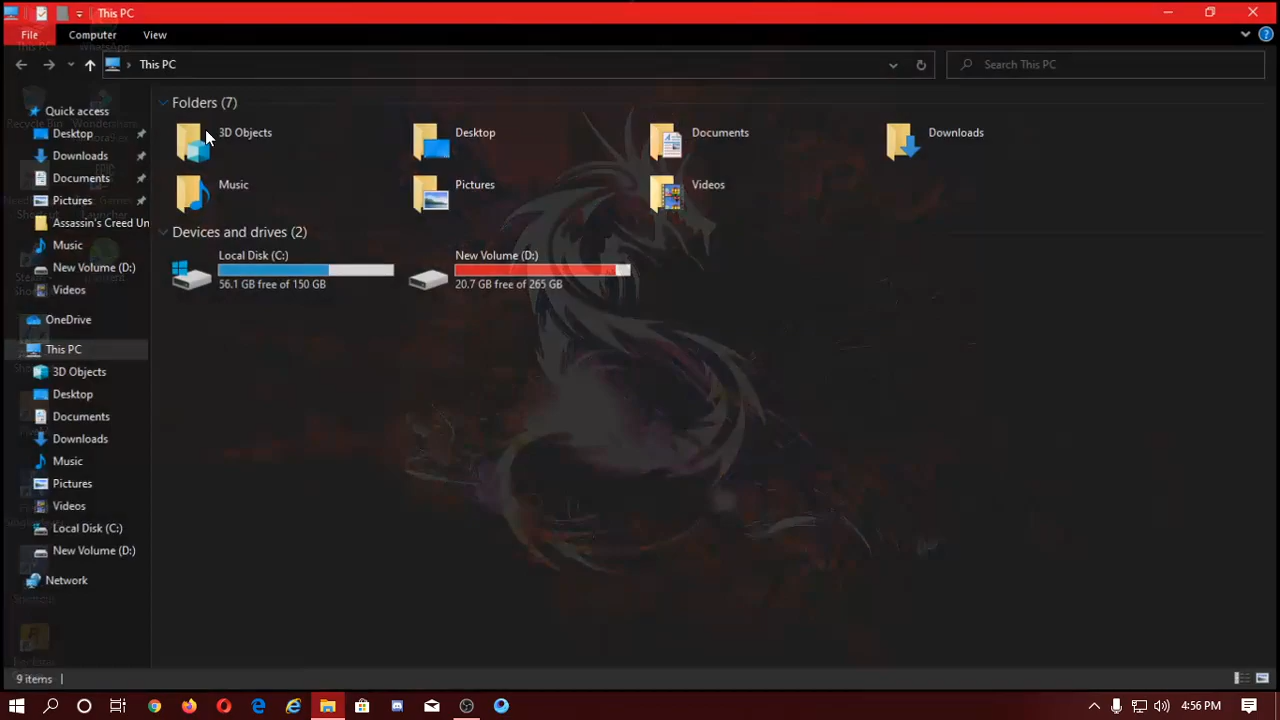 This PC
File Computer View
This PC
Search This PC
Quick access
Desktop
Downloads
Documents
Pictures
Assassin's Creed Un
Music
New Volume (D:)
Videos
OneDrive
This PC
3D Objects
Desktop
Documents
Downloads
Music
Pictures
Videos
Local Disk (C:)
New Volume (D:)
Network
Folders (7)
3D Objects
Desktop
Documents
Downloads
Music
Pictures
Videos
Devices and drives (2)
Local Disk (C:)
56.1 GB free of 150 GB
New Volume (D:)
20.7 GB free of 265 GB
9 items
4:56 PM